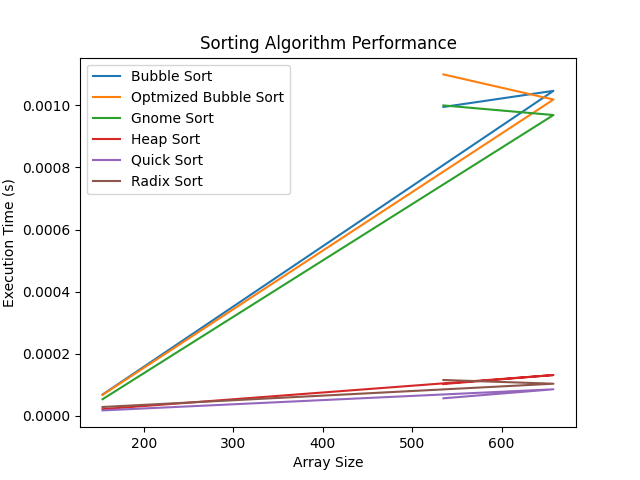 Sorting Algorithm Performance
Bubble Sort
Optmized Bubble Sort
Gnome Sort
Heap Sort
Quick Sort
Radix Sort
Execution Time (s)
0.0010
0.0008
0.0006
0.0004
0.0002
0.0000
200 300 400 500 600
Array Size